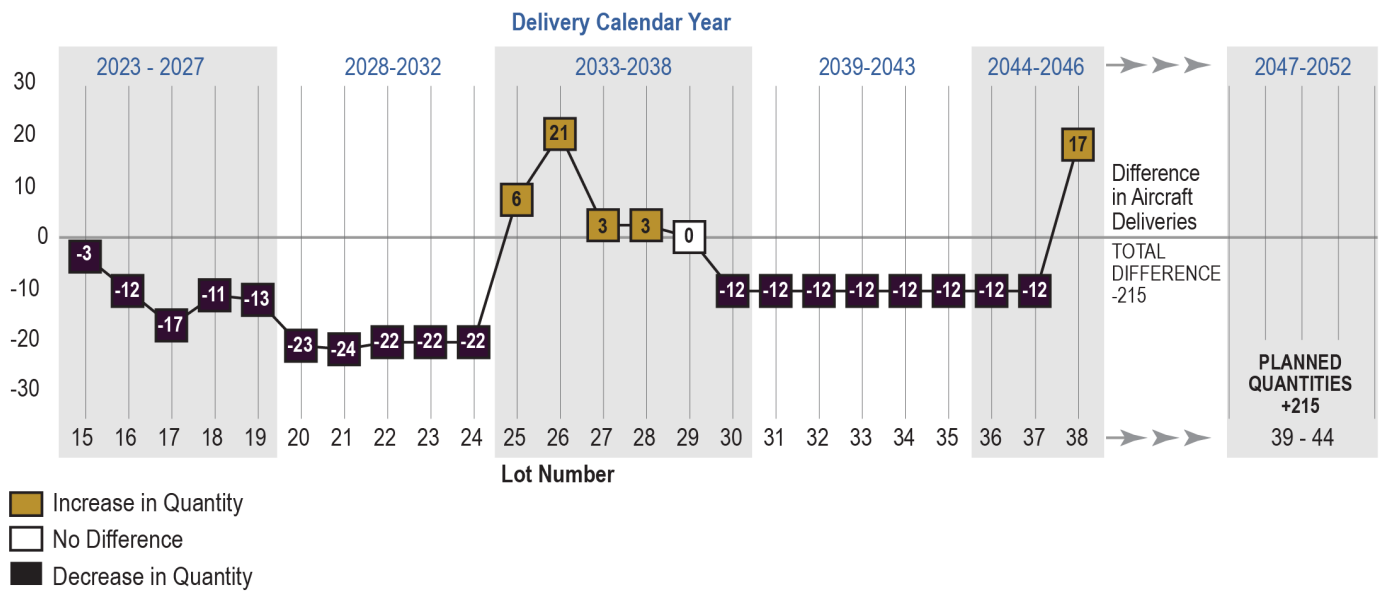 Delivery Calendar Year
2023 - 2027 2028-2032 2033-2038 2039-2043 2044-2046 2047-2052
30
20
10
0
-10
-20
-30
-3
-12
-17
-11
-13
-23
-24
-22
-22
-22
6
21
3
3
0
-12
-12
-12
-12
-12
-12
-12
-12
17
Difference
in Aircraft
Deliveries
TOTAL
DIFFERENCE
-215
PLANNED
QUANTITIES
+215
15 16 17 18 19 20 21 22 23 24 25 26 27 28 29 30 31 32 33 34 35 36 37 38 39 - 44
Lot Number
Increase in Quantity
No Difference
Decrease in Quantity